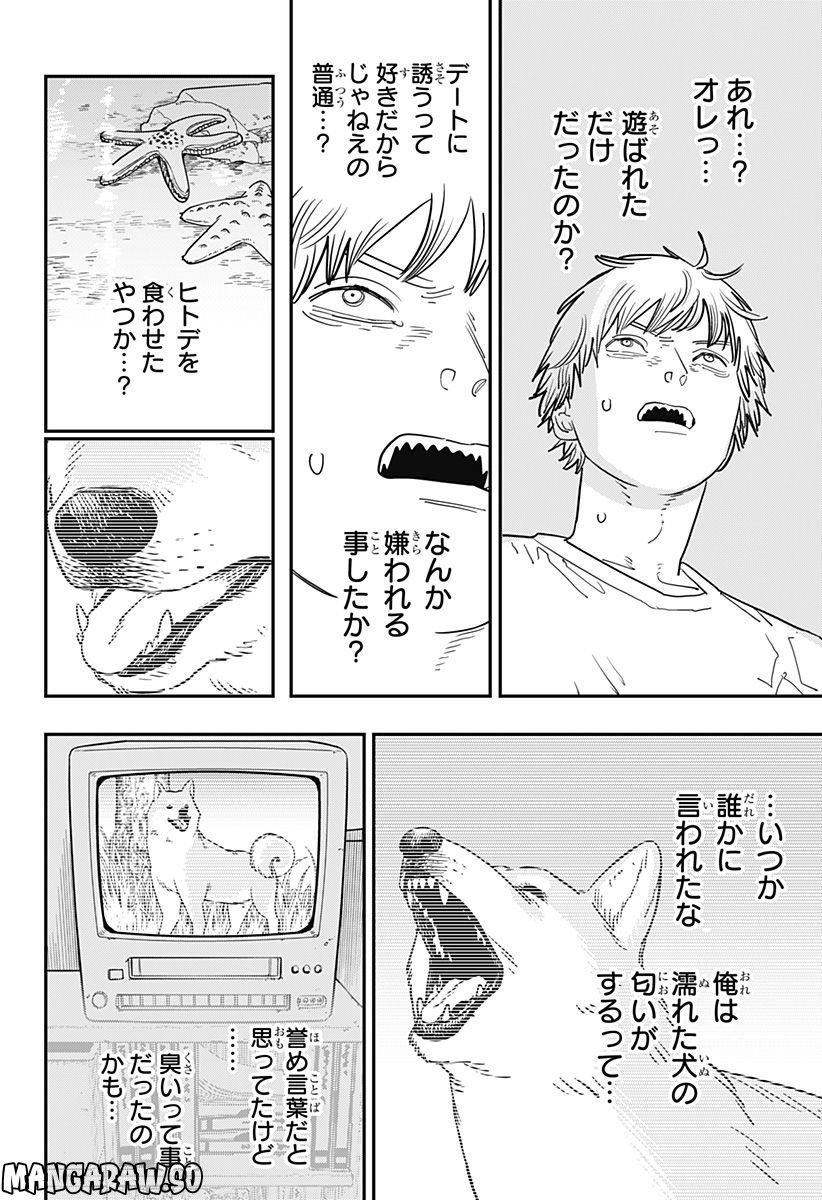 あれ…？
オレっ…
遊ばれた
だけ
だったのか？
デートに
誘うって
好きだから
じゃねえの
普通…？
なんか
嫌われる
事したか？
ヒトデを
食わせた
やつか…？
…いつか
誰かに
言われたな
俺は
濡れた犬の
匂いが
するって…
誉め言葉だと
思ってたけど
……
臭いって事
だったの
かも…
MANGARAW.SO